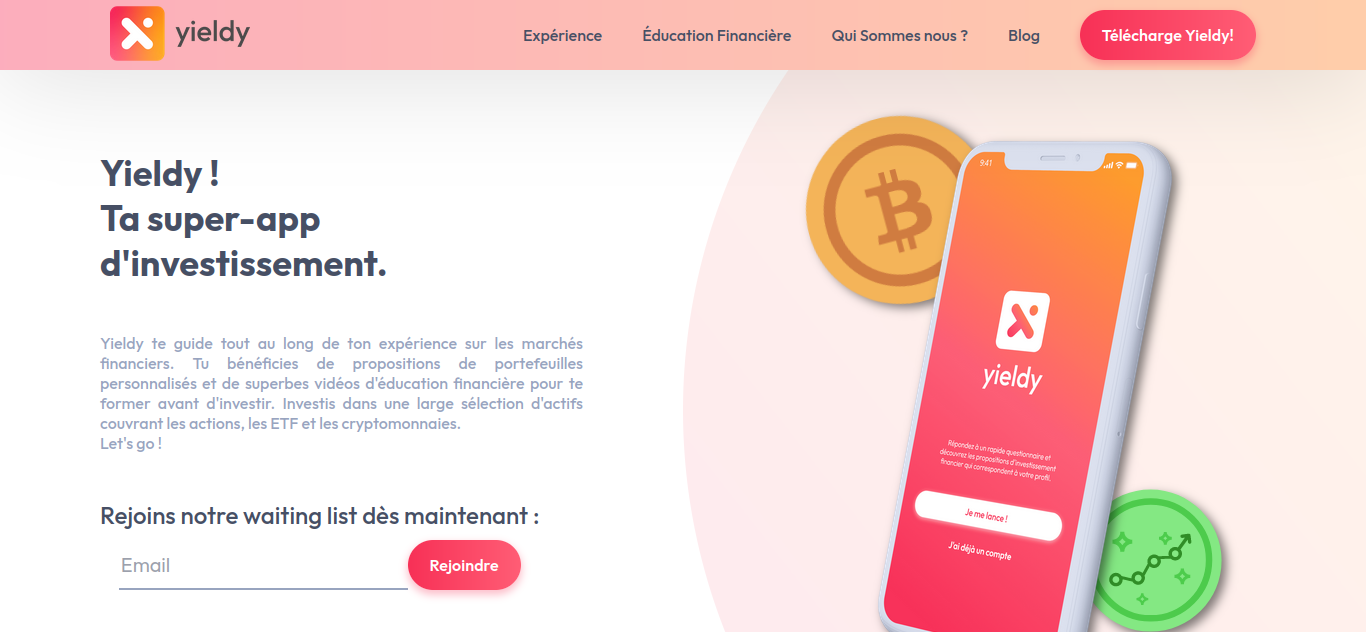 yieldy
Expérience
Éducation Financière
Qui Sommes nous ?
Blog
Télécharge Yieldy!
Yieldy !
Ta super-app
d'investissement.
Yieldy te guide tout au long de ton expérience sur les marchés
financiers. Tu bénéficies de propositions de portefeuilles
personnalisés et de superbes vidéos d'éducation financière pour te
former avant d'investir. Investis dans une large sélection d'actifs
couvrant les actions, les ETF et les cryptomonnaies.
Let's go !
Rejoins notre waiting list dès maintenant :
Email
Rejoindre
9:41
yieldy
Répondez à un rapide questionnaire et
découvrez les propositions d'investissement
financier qui correspondent à votre profil.
Je me lance !
J'ai déjà un compte